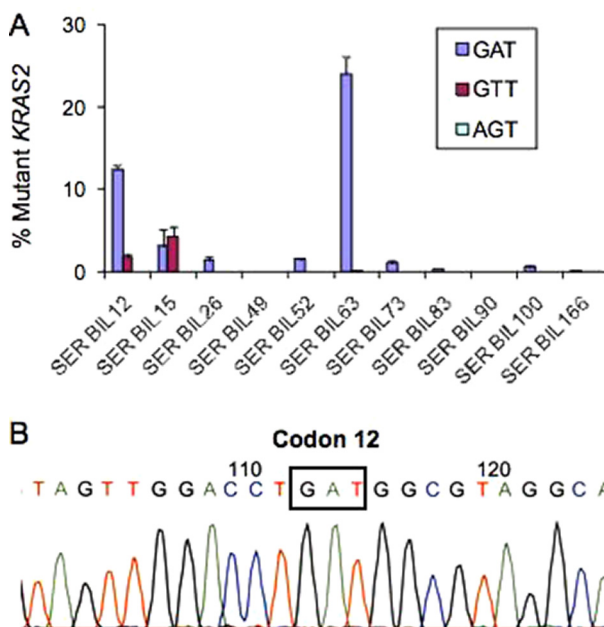 A
30
20
10
0
% Mutant KRAS2
GAT
GTT
AGT
SER BIL12
SER BIL15
SER BIL26
SER BIL49
SER BIL52
SER BIL63
SER BIL73
SER BIL83
SER BIL90
SER BIL100
SER BIL166
B
Codon 12
110 120
T A G T T G G A C C T G A T G G C G T A G G C A